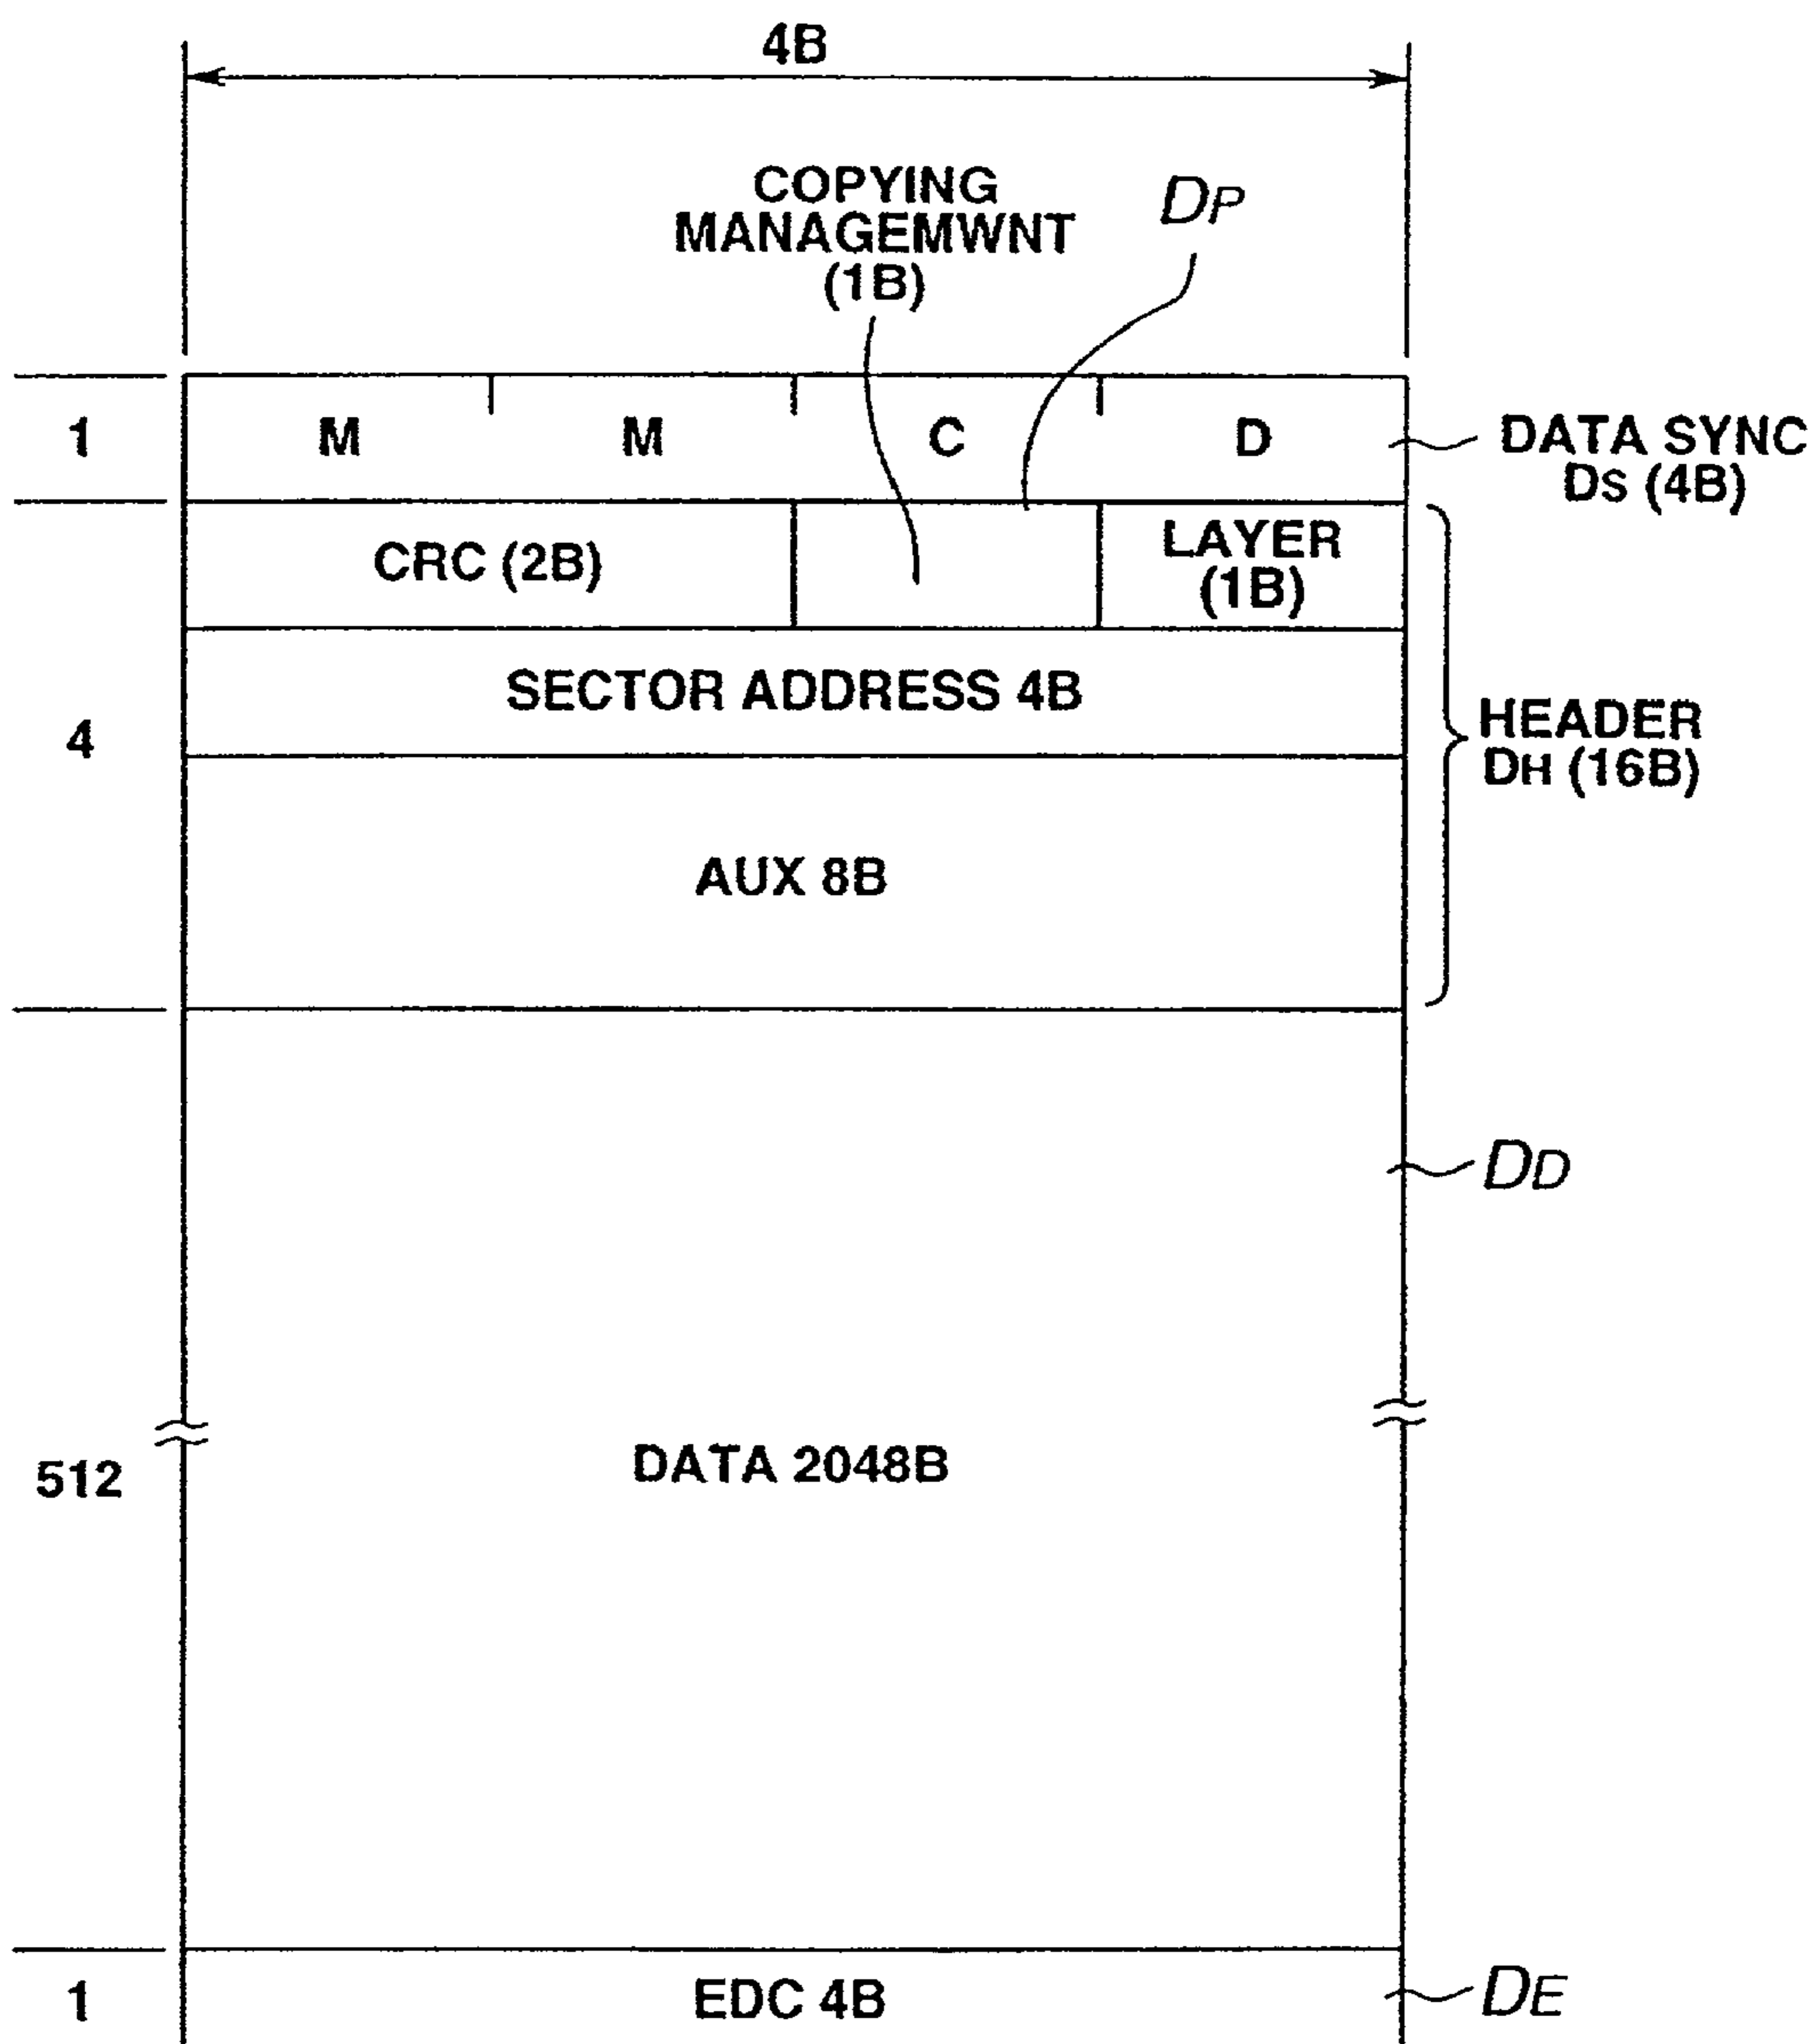 4B
COPYING
MANAGEMWNT
(1B)
DP
1
M M C D
DATA SYNC
DS (4B)
CRC (2B)
LAYER
(1B)
SECTOR ADDRESS 4B
4
HEADER
DH (16B)
AUX 8B
DD
512
DATA 2048B
1
EDC 4B
DE